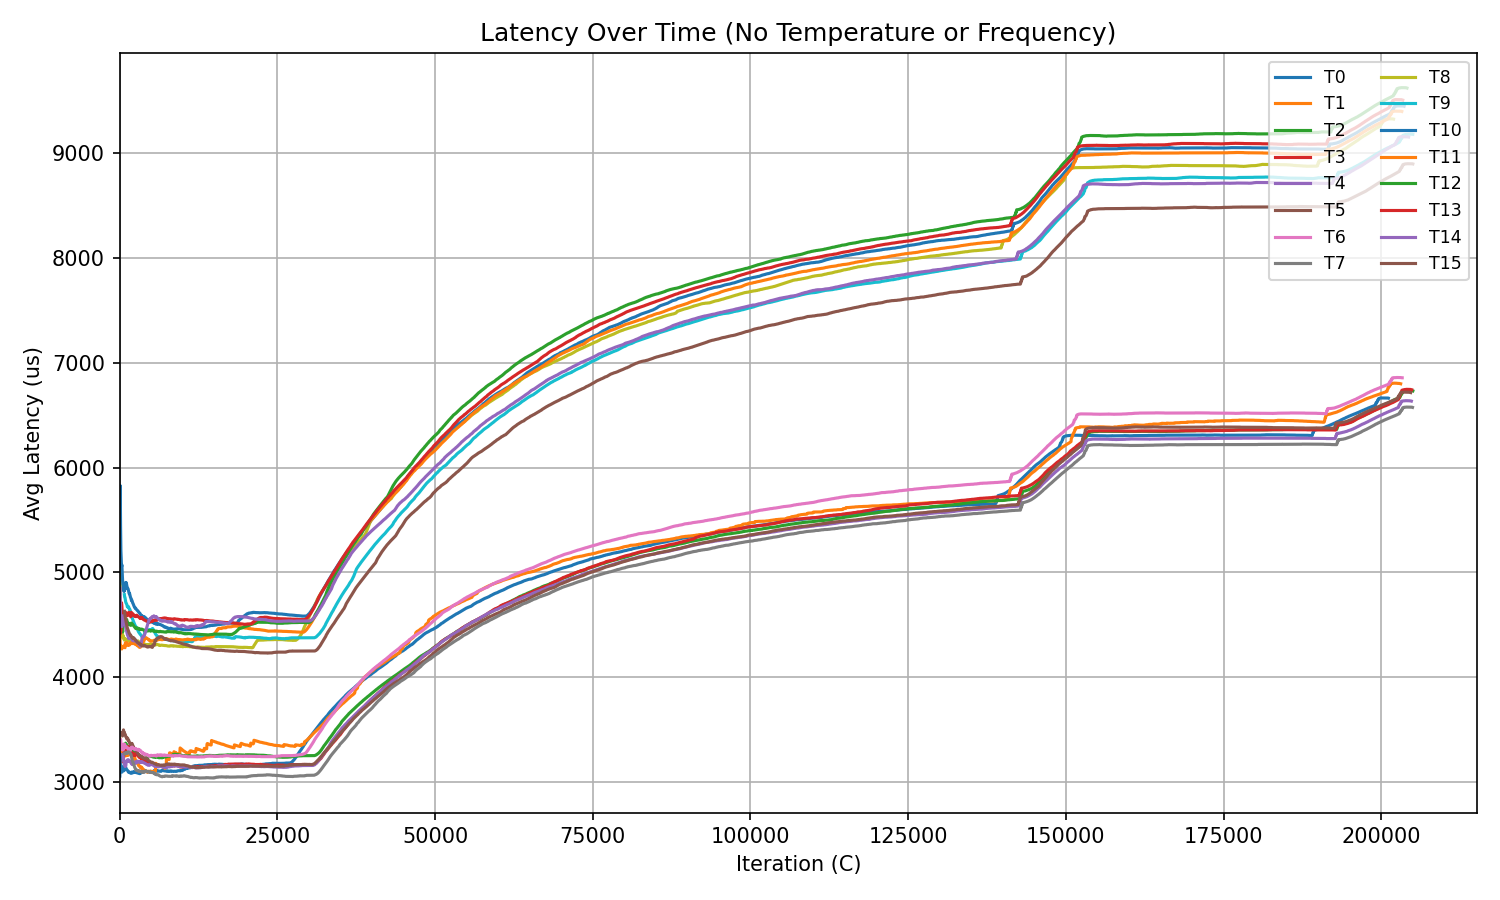 Latency Over Time (No Temperature or Frequency)
Avg Latency (us)
9000
8000
7000
6000
5000
4000
3000
0 25000 50000 75000 100000 125000 150000 175000 200000
Iteration (C)
T0 T8
T1 T9
T2 T10
T3 T11
T4 T12
T5 T13
T6 T14
T7 T15